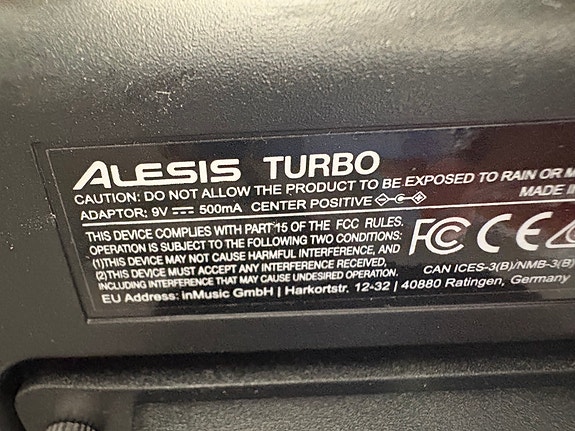 ALESIS TURBO
CAUTION: DO NOT ALLOW THE PRODUCT TO BE EXPOSED TO RAIN OR
MADE IN
ADAPTOR: 9V 500mA CENTER POSITIVE
THIS DEVICE COMPLIES WITH PART 15 OF THE FCC RULES.
OPERATION IS SUBJECT TO THE FOLLOWING TWO CONDITIONS:
(1)THIS DEVICE MAY NOT CAUSE HARMFUL INTERFERENCE, AND
(2)THIS DEVICE MUST ACCEPT ANY INTERFERENCE RECEIVED,
INCLUDING INTERFERENCE THAT MAY CAUSE UNDESIRED OPERATION.
FC CE
CAN ICES-3(B)/NMB-3(B)
EU Address: inMusic GmbH | Harkortstr. 12-32 | 40880 Ratingen, Germany